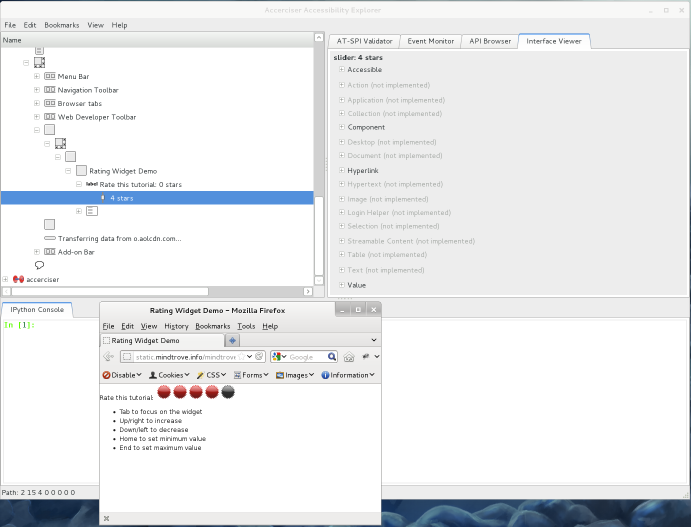 Accerciser Accessibility Explorer
File Edit Bookmarks View Help
Name
Menu Bar
Navigation Toolbar
Browser tabs
Web Developer Toolbar
Rating Widget Demo
label Rate this tutorial: 0 stars
4 stars
Transferring data from o.aolcdn.com...
Add-on Bar
accerciser
AT-SPI Validator Event Monitor API Browser Interface Viewer
slider: 4 stars
Accessible
Action (not implemented)
Application (not implemented)
Collection (not implemented)
Component
Desktop (not implemented)
Document (not implemented)
Hyperlink
Hypertext (not implemented)
Image (not implemented)
Login Helper (not implemented)
Selection (not implemented)
Streamable Content (not implemented)
Table (not implemented)
Text (not implemented)
Value
IPython Console
In [1]:
Rating Widget Demo - Mozilla Firefox
File Edit View History Bookmarks Tools Help
Rating Widget Demo
static.mindtrove.info/mindtrove Google
Disable Cookies CSS Forms Images Information
Rate this tutorial:
• Tab to focus on the widget
• Up/right to increase
• Down/left to decrease
• Home to set minimum value
• End to set maximum value
Path: 2 15 4 0 0 0 0 0